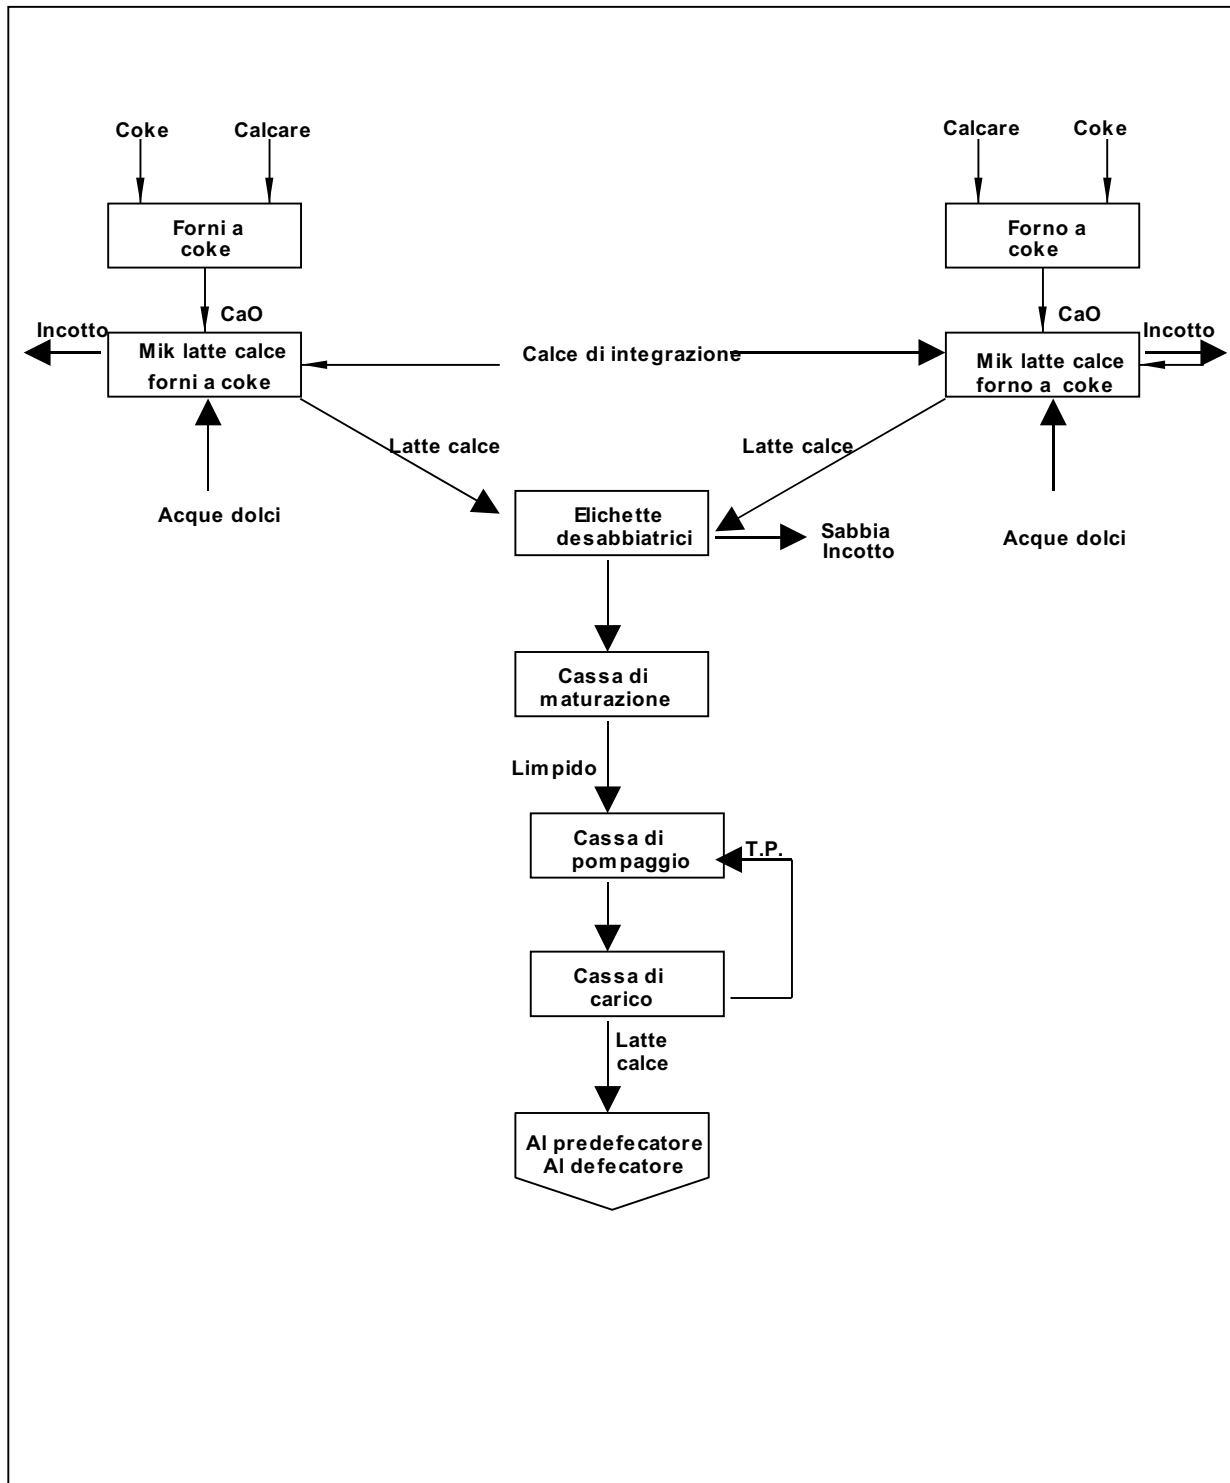 Coke
Calcare
Calcare
Coke
Forni a
coke
Forno a
coke
CaO
CaO
Incotto
Incotto
Mik latte calce
forni a coke
Calce di integrazione
Mik latte calce
forno a coke
Latte calce
Latte calce
Acque dolci
Elichette
desabbiatrici
Sabbia
Incotto
Acque dolci
Cassa di
maturazione
Limpido
Cassa di
pompaggio
T.P.
Cassa di
carico
Latte
calce
Al predefecatore
Al defecatore